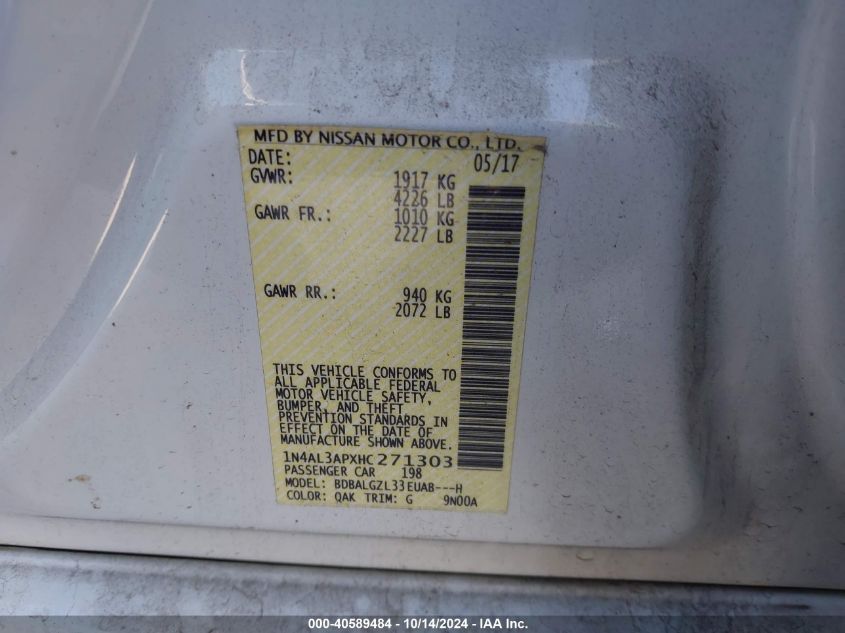 MFD BY NISSAN MOTOR CO., LTD.
DATE: 05/17
GVWR: 1917 KG
4226 LB
GAWR FR.: 1010 KG
2227 LB
GAWR RR.: 940 KG
2072 LB
THIS VEHICLE CONFORMS TO
ALL APPLICABLE FEDERAL
MOTOR VEHICLE SAFETY,
BUMPER, AND THEFT
PREVENTION STANDARDS IN
EFFECT ON THE DATE OF
MANUFACTURE SHOWN ABOVE.
1N4AL3APXHC271303
PASSENGER CAR 198
MODEL: BDBALGZL33EUAB---H
COLOR: QAK TRIM: G 9N00A
000-40589484 - 10/14/2024 - IAA Inc.